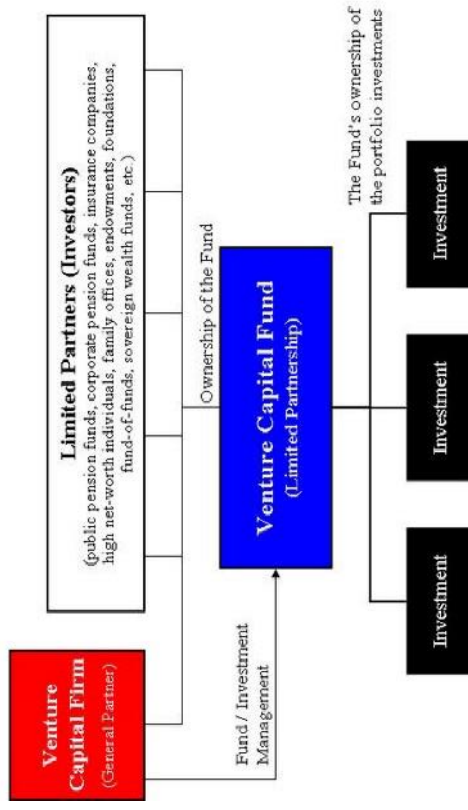 Venture
Capital Firm
(General Partner)
Limited Partners (Investors)
(public pension funds, corporate pension funds, insurance companies,
high net-worth individuals, family offices, endowments, foundations,
fund-of-funds, sovereign wealth funds, etc.)
Ownership of the Fund
Fund / Investment
Management
Venture Capital Fund
(Limited Partnership)
The Fund's ownership of
the portfolio investments
Investment
Investment
Investment